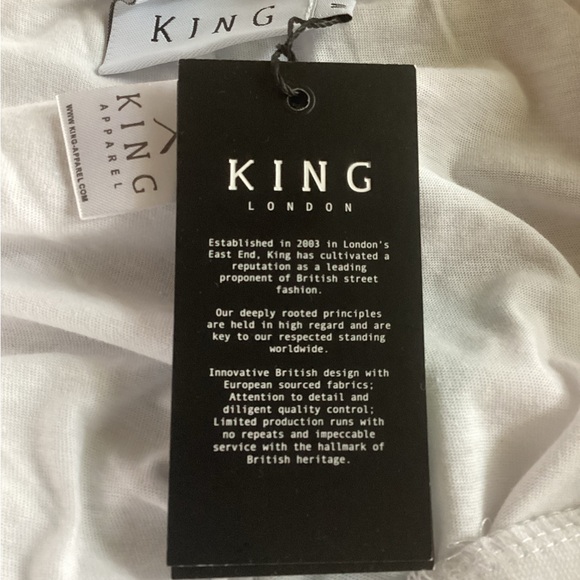 KING
KING
APPAREL
WWW.KING-APPAREL.COM
KING
LONDON
Established in 2003 in London's
East End, King has cultivated a
reputation as a leading
proponent of British street
fashion.
Our deeply rooted principles
are held in high regard and are
key to our respected standing
worldwide.
Innovative British design with
European sourced fabrics;
Attention to detail and
diligent quality control;
Limited production runs with
no repeats and impeccable
service with the hallmark of
British heritage.